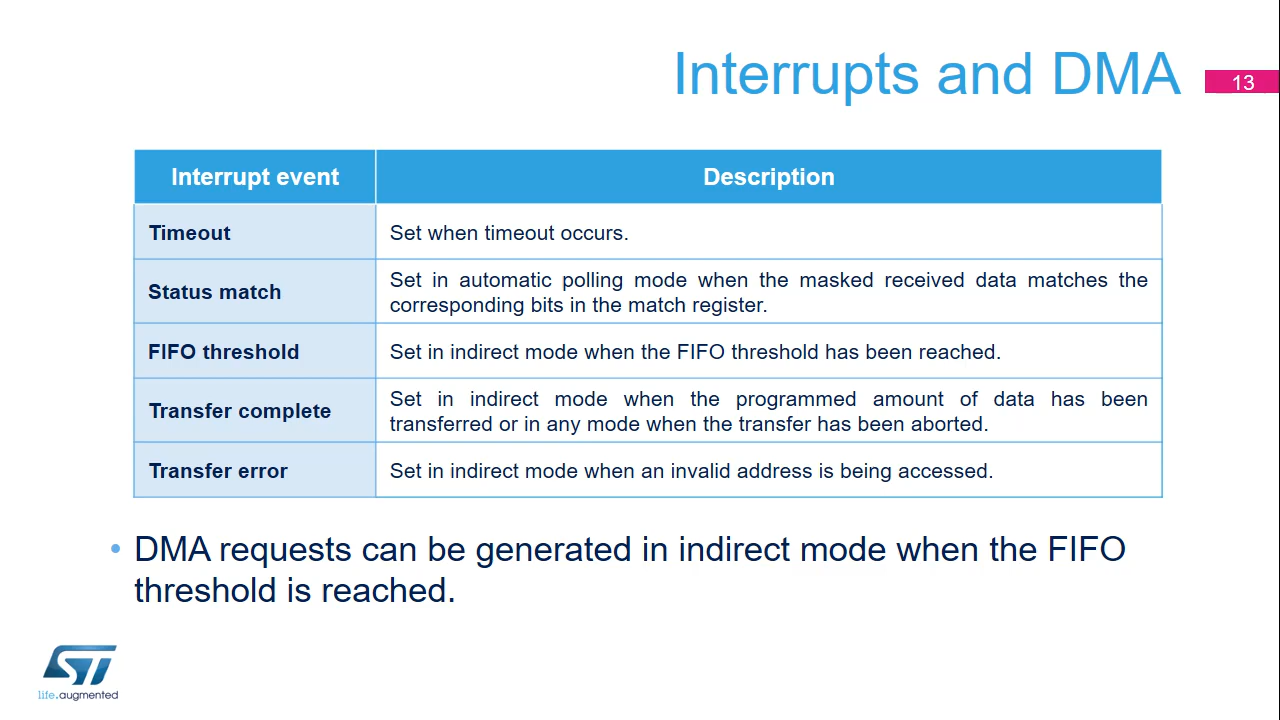 Interrupts and DMA
13
Interrupt event
Description
Timeout
Set when timeout occurs.
Status match
Set in automatic polling mode when the masked received data matches the
corresponding bits in the match register.
FIFO threshold
Set in indirect mode when the FIFO threshold has been reached.
Transfer complete
Set in indirect mode when the programmed amount of data has been
transferred or in any mode when the transfer has been aborted.
Transfer error
Set in indirect mode when an invalid address is being accessed.
• DMA requests can be generated in indirect mode when the FIFO
threshold is reached.
ST
life.augmented